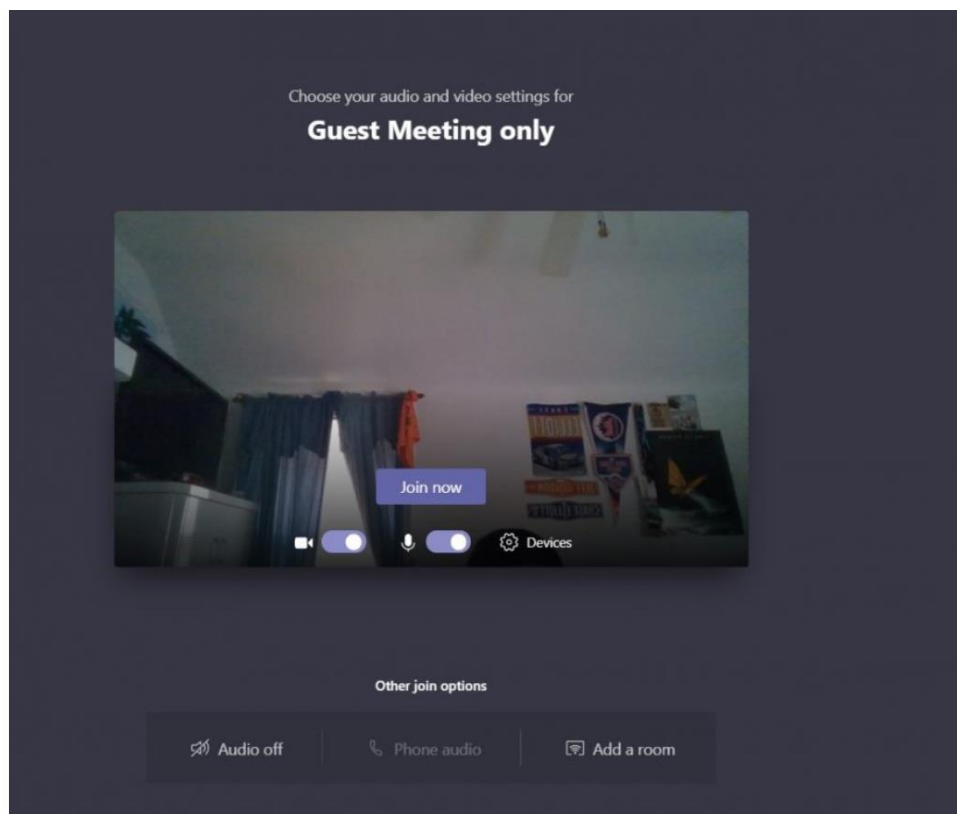 Choose your audio and video settings for
Guest Meeting only
Join now
Devices
Other join options
Audio off
Phone audio
Add a room